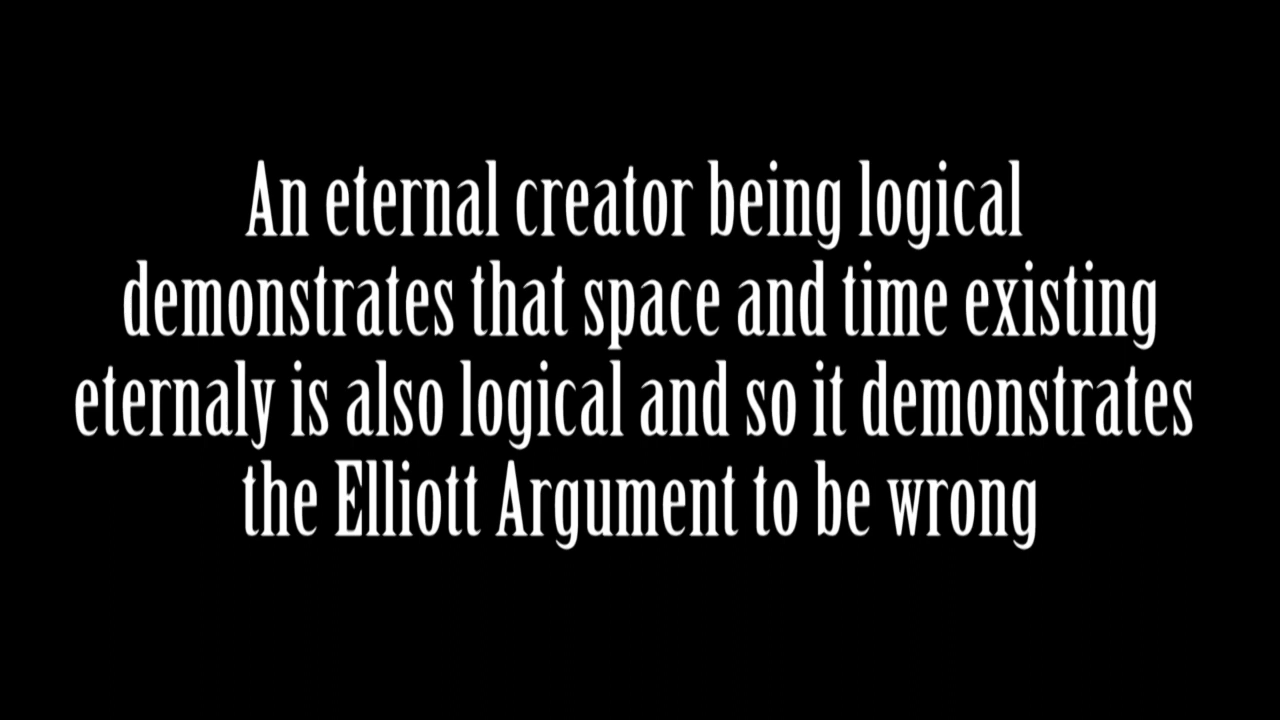 An eternal creator being logical
demonstrates that space and time existing
eternaly is also logical and so it demonstrates
the Elliott Argument to be wrong